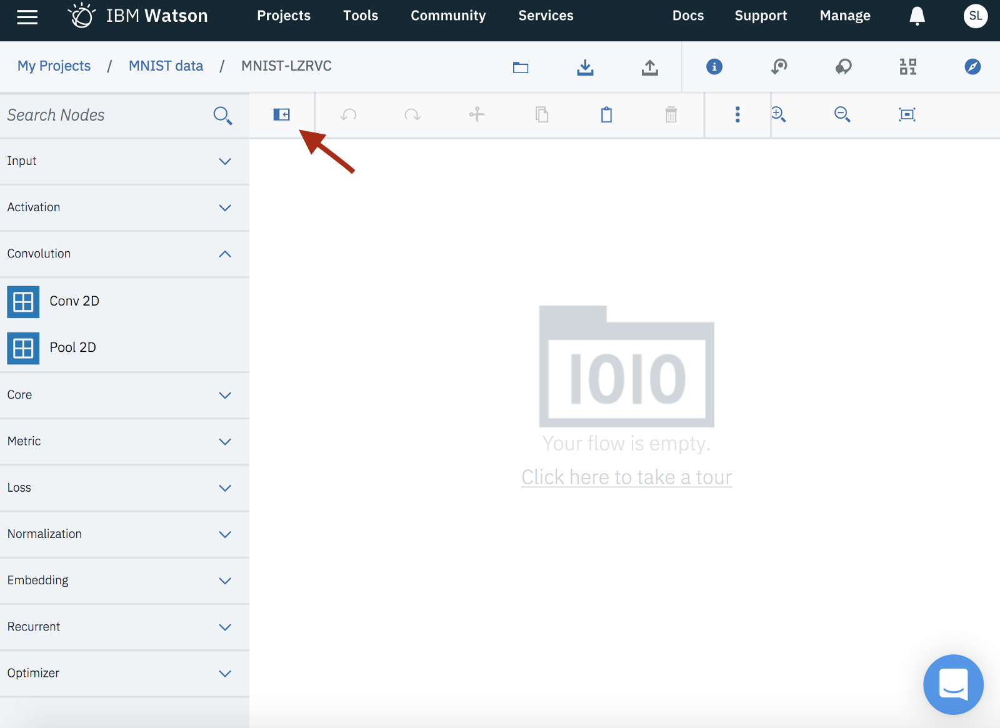 IBM Watson Projects Tools Community Services Docs Support Manage SL
My Projects / MNIST data / MNIST-LZRVC
Search Nodes
Input
Activation
Convolution
Conv 2D
Pool 2D
Core
Metric
Loss
Normalization
Embedding
Recurrent
Optimizer
1010
Your flow is empty.
Click here to take a tour